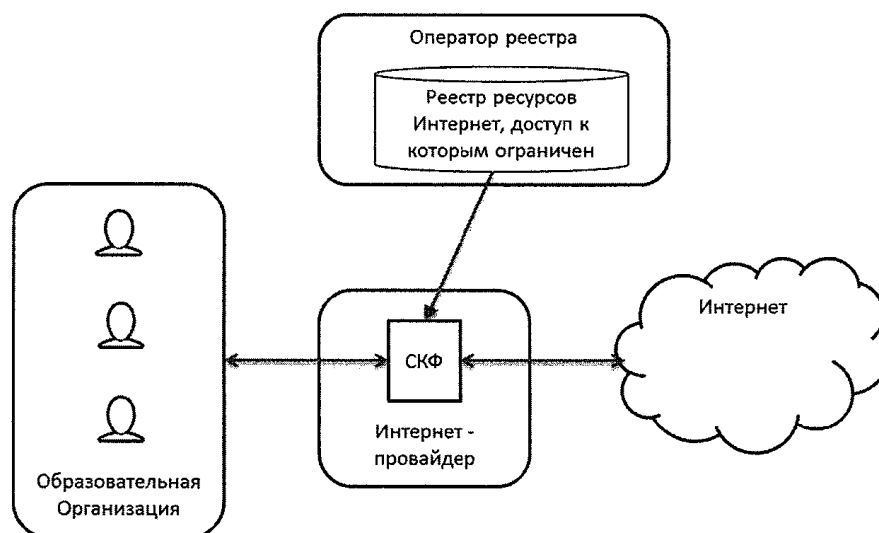 Оператор реестра
Реестр ресурсов
Интернет, доступ к
которым ограничен
Интернет
СКФ
Интернет -
провайдер
Образовательная
Организация